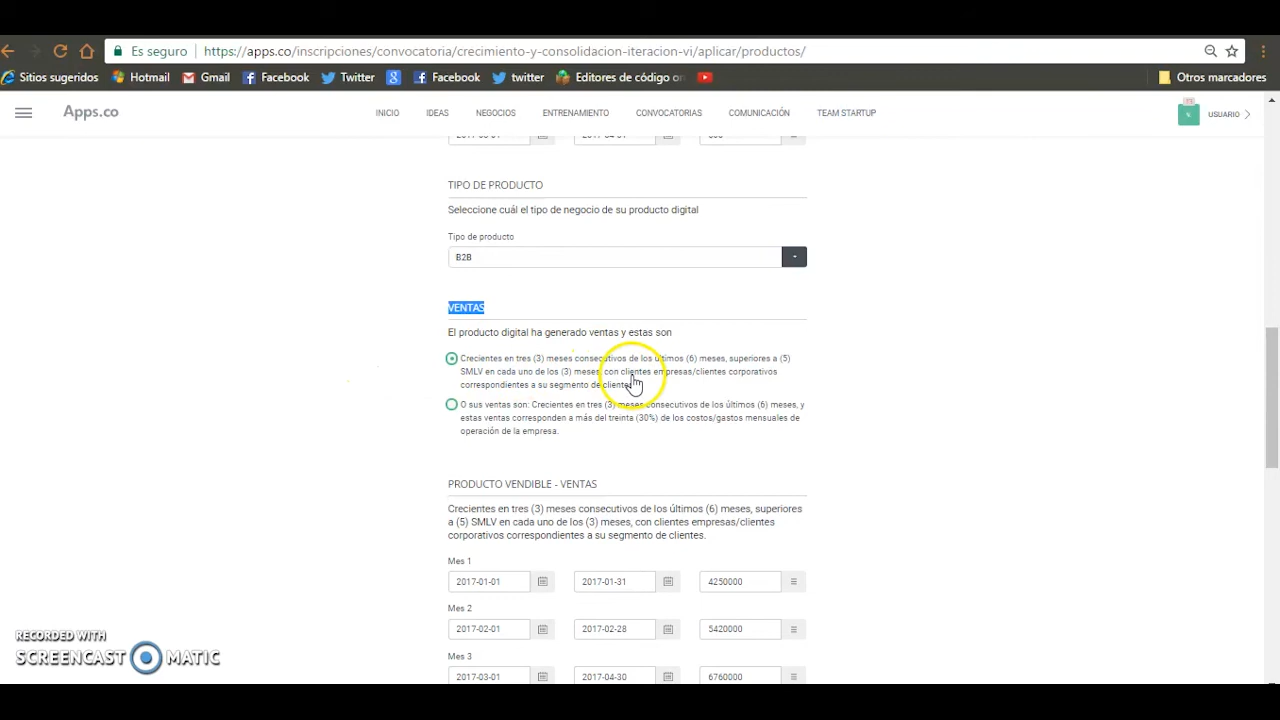 Es seguro https://apps.co/inscripciones/convocatoria/crecimiento-y-consolidacion-iteracion-vi/aplicar/productos/
Sitios sugeridos Hotmail Gmail Facebook Twitter Facebook twitter Editores de código on Otros marcadores
Apps.co INICIO IDEAS NEGOCIOS ENTRENAMIENTO CONVOCATORIAS COMUNICACIÓN TEAM STARTUP USUARIO
TIPO DE PRODUCTO
Seleccione cuál el tipo de negocio de su producto digital
Tipo de producto
B2B
VENTAS
El producto digital ha generado ventas y estas son
Crecientes en tres (3) meses consecutivos de los últimos (6) meses, superiores a (5)
SMLV en cada uno de los (3) meses, con clientes empresas/clientes corporativos
correspondientes a su segmento de clientes
O sus ventas son: Crecientes en tres (3) meses consecutivos de los últimos (6) meses, y
estas ventas corresponden a más del treinta (30%) de los costos/gastos mensuales de
operación de la empresa.
PRODUCTO VENDIBLE - VENTAS
Crecientes en tres (3) meses consecutivos de los últimos (6) meses, superiores
a (5) SMLV en cada uno de los (3) meses, con clientes empresas/clientes
corporativos correspondientes a su segmento de clientes.
Mes 1
2017-01-01 2017-01-31 4250000
Mes 2
2017-02-01 2017-02-28 5420000
Mes 3
2017-03-01 2017-04-30 6760000
RECORDED WITH
SCREENCAST MATIC